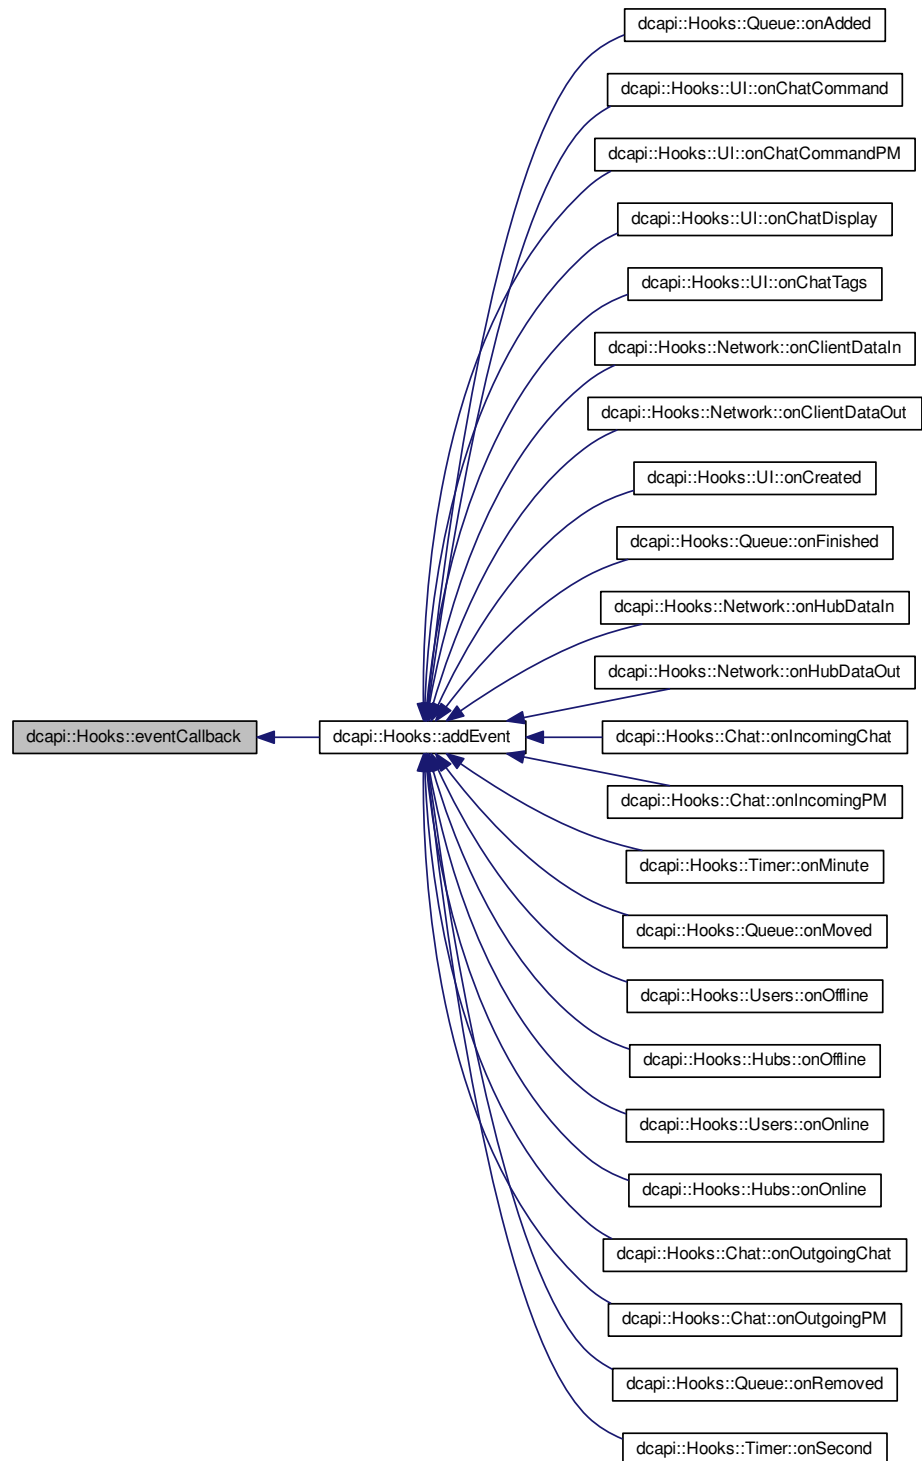 dcapi::Hooks::Queue::onAdded
dcapi::Hooks::UI::onChatCommand
dcapi::Hooks::UI::onChatCommandPM
dcapi::Hooks::UI::onChatDisplay
dcapi::Hooks::UI::onChatTags
dcapi::Hooks::Network::onClientDataIn
dcapi::Hooks::Network::onClientDataOut
dcapi::Hooks::UI::onCreated
dcapi::Hooks::Queue::onFinished
dcapi::Hooks::Network::onHubDataIn
dcapi::Hooks::Network::onHubDataOut
dcapi::Hooks::eventCallback
dcapi::Hooks::addEvent
dcapi::Hooks::Chat::onIncomingChat
dcapi::Hooks::Chat::onIncomingPM
dcapi::Hooks::Timer::onMinute
dcapi::Hooks::Queue::onMoved
dcapi::Hooks::Users::onOffline
dcapi::Hooks::Hubs::onOffline
dcapi::Hooks::Users::onOnline
dcapi::Hooks::Hubs::onOnline
dcapi::Hooks::Chat::onOutgoingChat
dcapi::Hooks::Chat::onOutgoingPM
dcapi::Hooks::Queue::onRemoved
dcapi::Hooks::Timer::onSecond